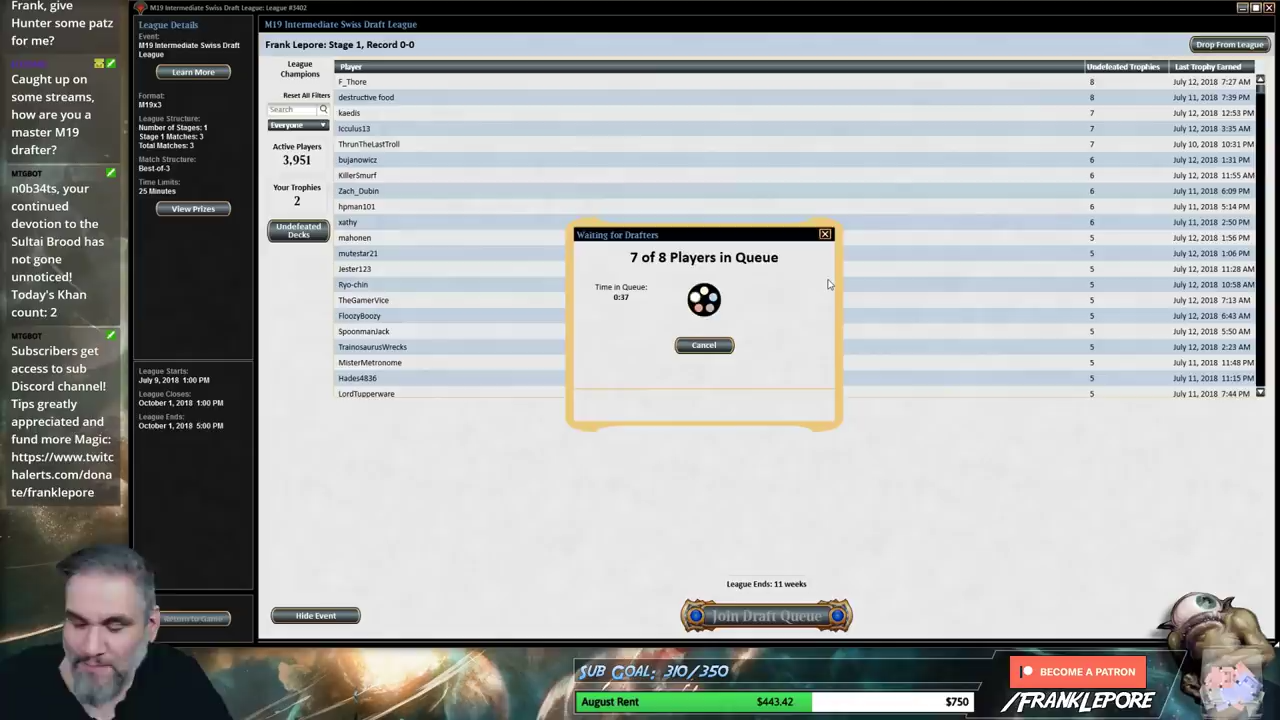 M19 Intermediate Swiss Draft League: League #3402
Frank, give
Hunter some patz
for me?
Caught up on
some streams,
how are you a
master M19
drafter?
MTGBOT
n0b34ts, your
continued
devotion to the
Sultai Brood has
not gone
unnoticed!
Today's Khan
count: 2
MTGBOT
Subscribers get
access to sub
Discord channel!
Tips greatly
appreciated and
fund more Magic:
https://www.twitc
halerts.com/dona
te/franklepore
League Details
Event:
M19 Intermediate Swiss Draft
League
Learn More
Format:
M19x3
League Structure:
Number of Stages: 1
Stage 1 Matches: 3
Total Matches: 3
Match Structure:
Best-of-3
Time Limits:
25 Minutes
View Prizes
League Starts:
July 9, 2018 1:00 PM
League Closes:
October 1, 2018 1:00 PM
League Ends:
October 1, 2018 5:00 PM
Return to Game
M19 Intermediate Swiss Draft League
Frank Lepore: Stage 1, Record 0-0
Drop From League
League
Champions
Reset All Filters
Search
Everyone
Active Players
3,951
Your Trophies
2
Undefeated
Decks
Player Undefeated Trophies Last Trophy Earned
F_Thore 8 July 12, 2018 7:27 AM
destructive food 8 July 11, 2018 7:39 PM
kaedis 7 July 12, 2018 12:53 PM
Icculus13 7 July 12, 2018 3:35 AM
ThrunTheLastTroll 7 July 10, 2018 10:31 PM
bujanowicz 6 July 12, 2018 1:31 PM
KillerSmurf 6 July 12, 2018 11:55 AM
Zach_Dubin 6 July 11, 2018 6:09 PM
hpman101 6 July 11, 2018 5:14 PM
xathy 6 July 11, 2018 2:50 PM
mahonen 5 July 12, 2018 1:56 PM
mutestar21 5 July 12, 2018 1:06 PM
Jester123 5 July 12, 2018 11:28 AM
Ryo-chin 5 July 12, 2018 10:58 AM
TheGamerVice 5 July 12, 2018 7:13 AM
FloozyBoozy 5 July 12, 2018 6:43 AM
SpoonmanJack 5 July 12, 2018 5:50 AM
TrainosaurusWrecks 5 July 12, 2018 2:23 AM
MisterMetronome 5 July 11, 2018 11:48 PM
Hades4836 5 July 11, 2018 11:15 PM
LordTupperware 5 July 11, 2018 7:44 PM
Waiting for Drafters
7 of 8 Players in Queue
Time in Queue:
0:37
Cancel
League Ends: 11 weeks
Hide Event
Join Draft Queue
SUB GOAL: 310/350
August Rent $443.42 $750
BECOME A PATRON
/FRANKLEPORE